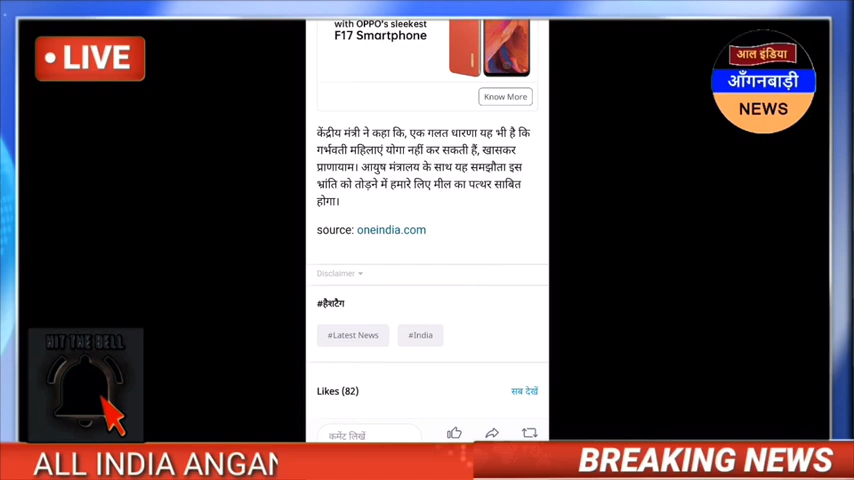 with OPPO's sleekest
F17 Smartphone
• LIVE
आल इंडिया
आँगनबाड़ी
NEWS
Know More
केंद्रीय मंत्री ने कहा कि, एक गलत धारणा यह भी है कि
गर्भवती महिलाएं योगा नहीं कर सकती हैं, खासकर
प्राणायाम। आयुष मंत्रालय के साथ यह समझौता इस
भ्रांति को तोड़ने में हमारे लिए मील का पत्थर साबित
होगा।
source: oneindia.com
Disclaimer
#हैशटैग
#Latest News
#India
HIT THE BELL
Likes (82)
सब देखें
कमेंट लिखें
ALL INDIA ANGAN
BREAKING NEWS